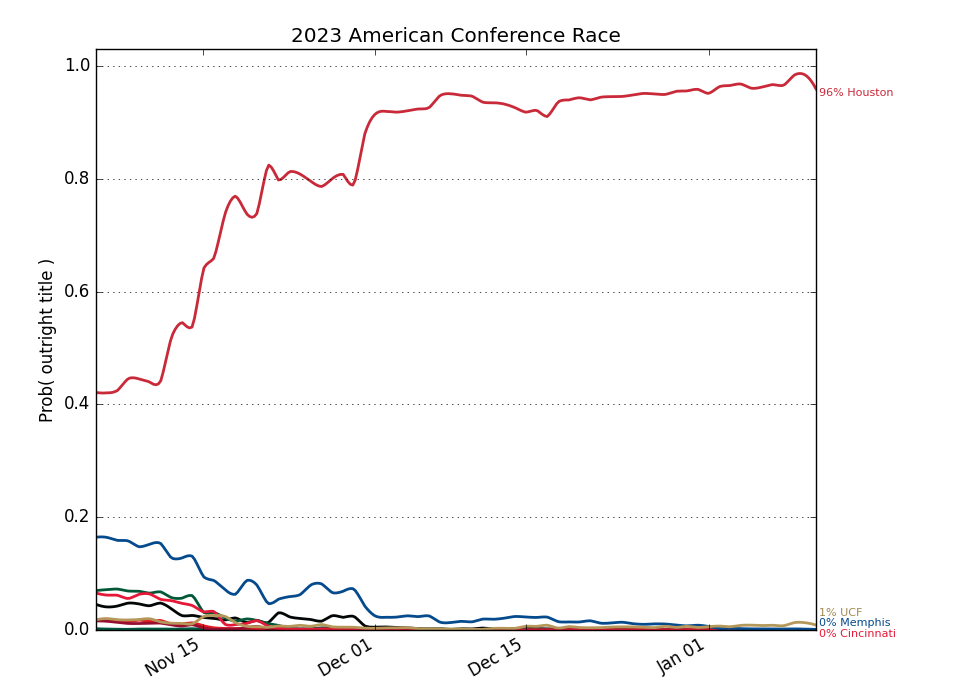 2023 American Conference Race
Prob( outright title )
1.0
0.8
0.6
0.4
0.2
0.0
96% Houston
1% UCF
0% Memphis
0% Cincinnati
Nov 15
Dec 01
Dec 15
Jan 01